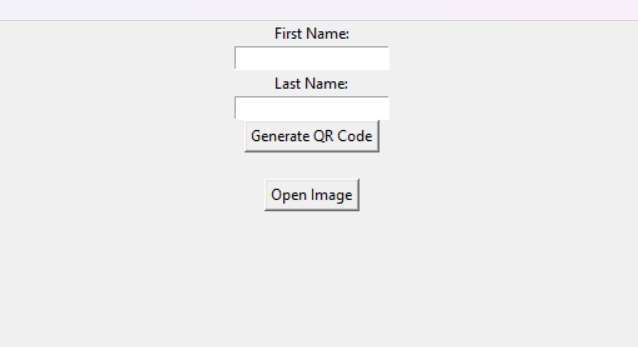 First Name:
Last Name:
Generate QR Code
Open Image